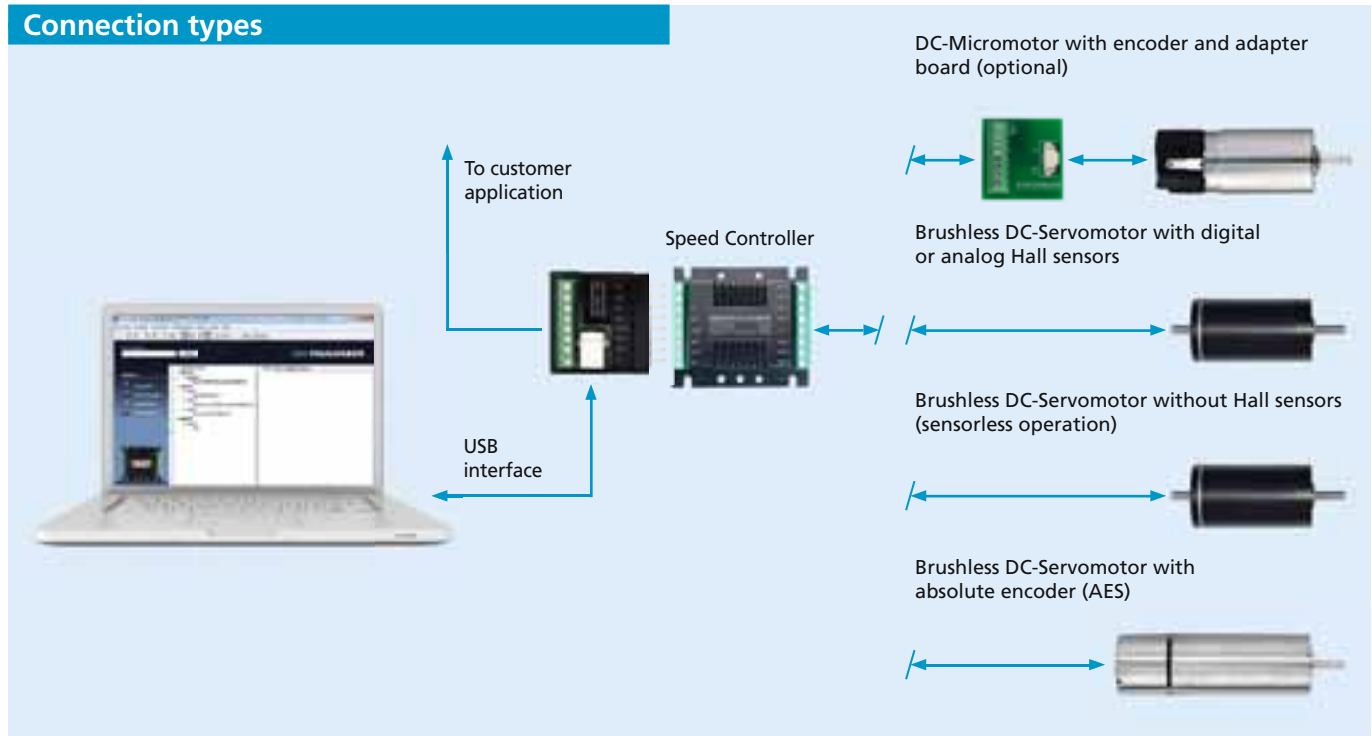 Connection types
DC-Micromotor with encoder and adapter
board (optional)
To customer
application
Speed Controller
Brushless DC-Servomotor with digital
or analog Hall sensors
USB
interface
Brushless DC-Servomotor without Hall sensors
(sensorless operation)
Brushless DC-Servomotor with
absolute encoder (AES)